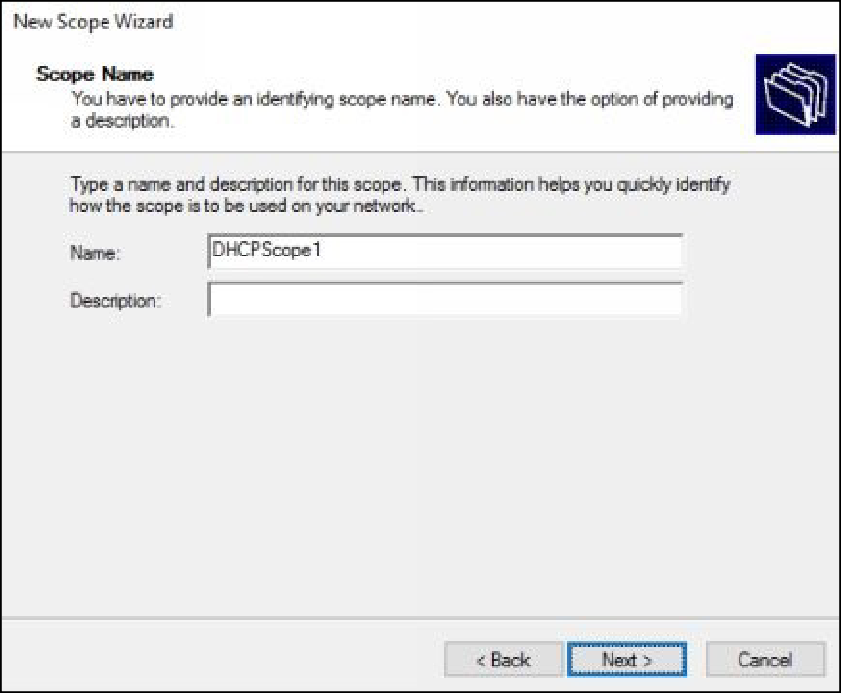 New Scope Wizard
Scope Name
You have to provide an identifying scope name. You also have the option of providing
a description.
Type a name and description for this scope. This information helps you quickly identify
how the scope is to be used on your network..
Name:
DHCPScope1
Description:
< Back
Next >
Cancel